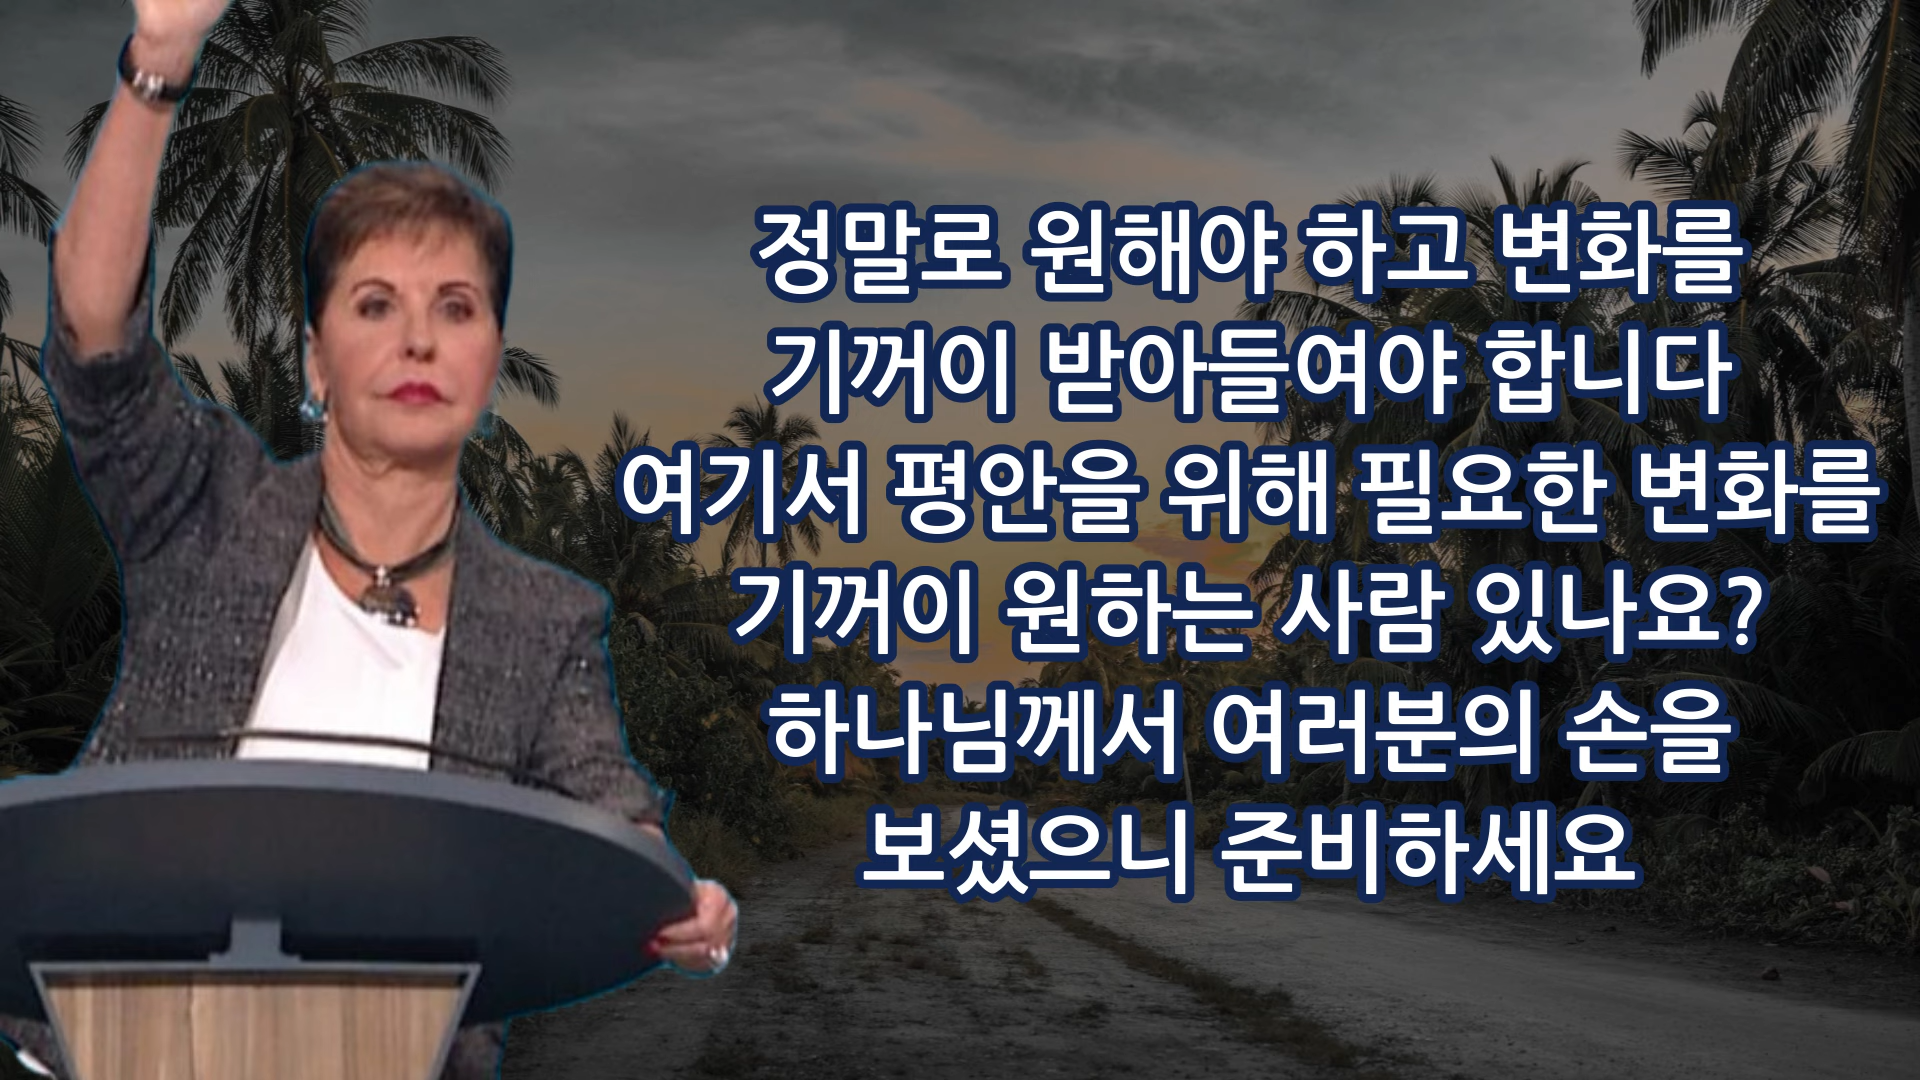 정말로 원해야 하고 변화를
기꺼이 받아들여야 합니다
여기서 평안을 위해 필요한 변화를
기꺼이 원하는 사람 있나요?
하나님께서 여러분의 손을
보셨으니 준비하세요